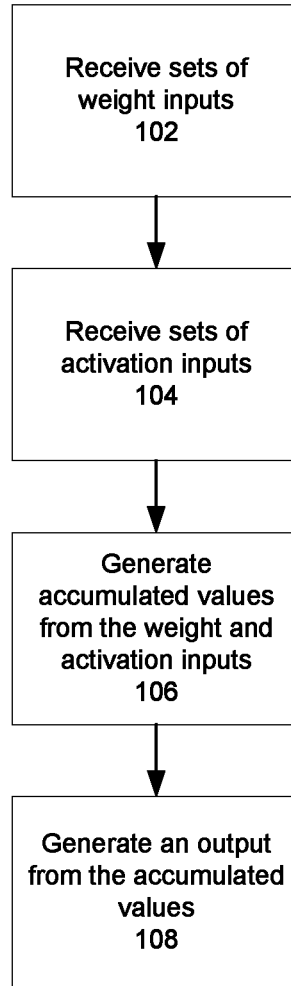 Receive sets of
weight inputs
102
Receive sets of
activation inputs
104
Generate
accumulated values
from the weight and
activation inputs
106
Generate an output
from the accumulated
values
108